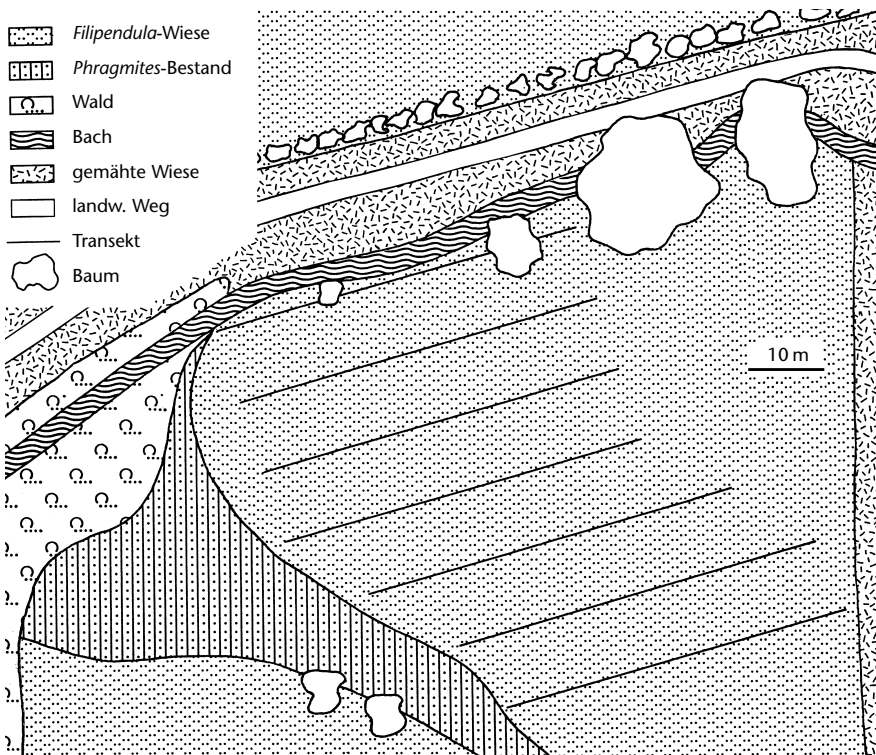 Filipendula-Wiese
Phragmites-Bestand
Wald
Bach
gemähte Wiese
landw. Weg
Transekt
Baum
10 m